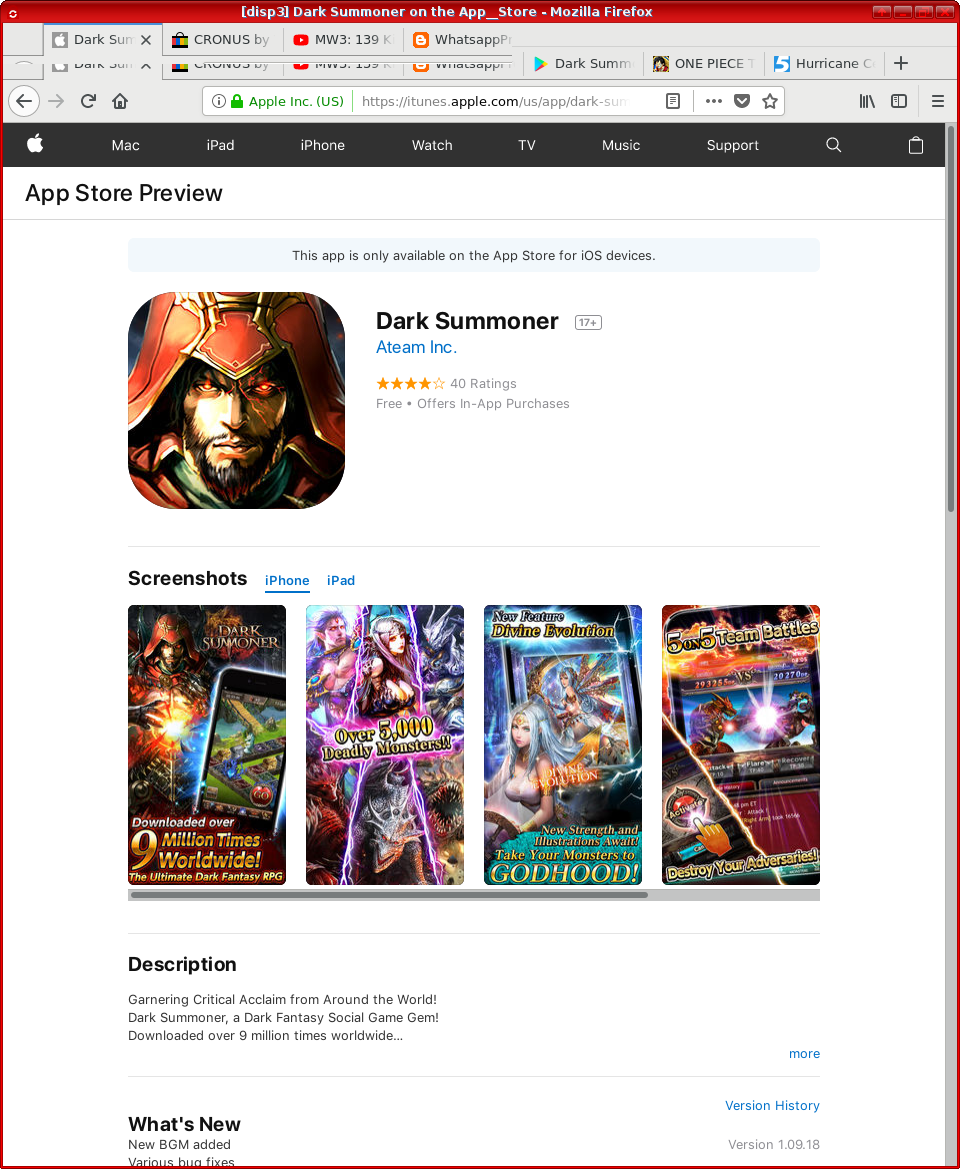 [disp3] Dark Summoner on the App__Store - Mozilla Firefox
Dark Sum
CRONUS by
MW3: 139 K
WhatsappPr
Dark Summ
ONE PIECE T
Hurricane C
Apple Inc. (US)
https://itunes.apple.com/us/app/dark-sum
Mac
iPad
iPhone
Watch
TV
Music
Support
App Store Preview
This app is only available on the App Store for iOS devices.
Dark Summoner 17+
Ateam Inc.
★★★★☆ 40 Ratings
Free • Offers In-App Purchases
Screenshots iPhone iPad
DARK
SUMMONER
Downloaded over
9 Million Times
Worldwide!
The Ultimate Dark Fantasy RPG
Over 5,000
Deadly Monsters!!
New Feature
Divine Evolution
DIVINE
EVOLUTION
New Strength and
Illustrations Await!
Take Your Monsters to
GODHOOD!
5 ON 5 Team Battles
VS
Activate
Destroy Your Adversaries!
Description
Garnering Critical Acclaim from Around the World!
Dark Summoner, a Dark Fantasy Social Game Gem!
Downloaded over 9 million times worldwide...
more
What's New
Version History
New BGM added
Version 1.09.18
Various bug fixes